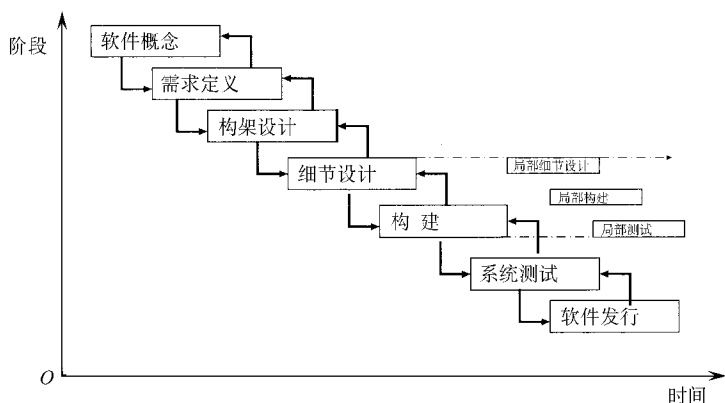 阶段
软件概念
需求定义
构架设计
细节设计
局部细节设计
局部构建
构 建
局部测试
系统测试
软件发行
O
时间